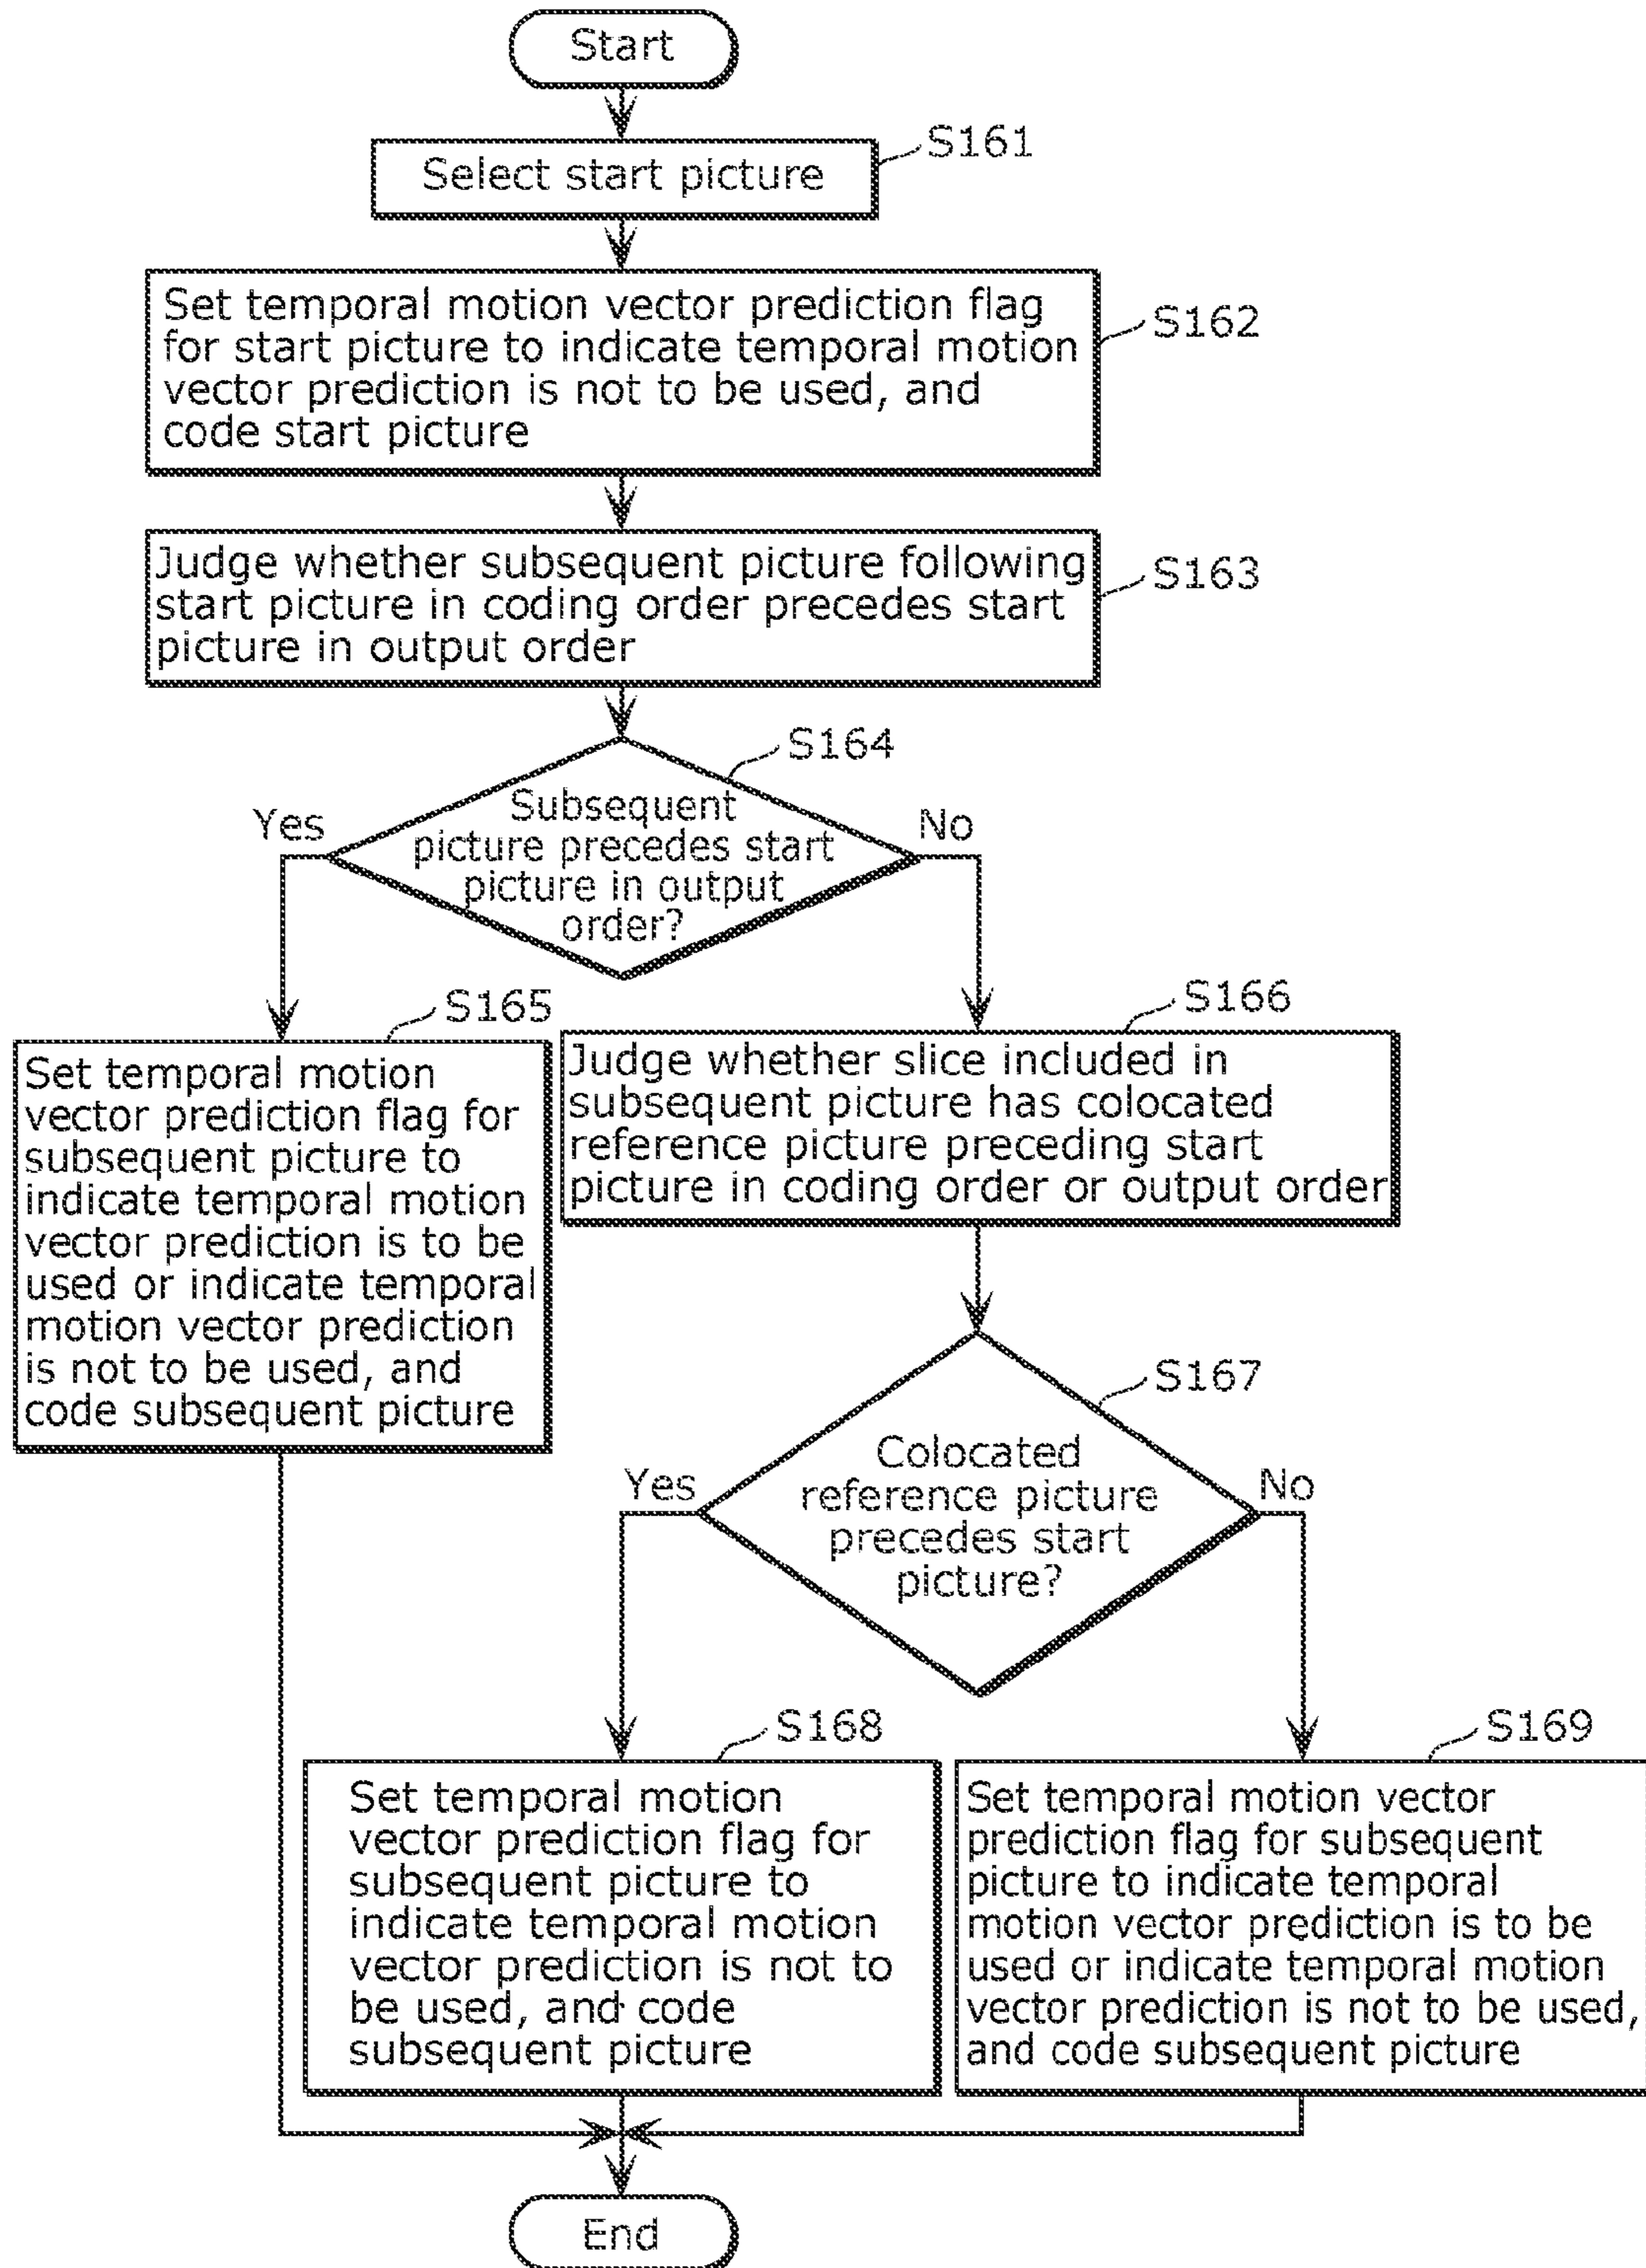 Start
S161
Select start picture
S162
Set temporal motion vector prediction flag
for start picture to indicate temporal motion
vector prediction is not to be used, and
code start picture
S163
Judge whether subsequent picture following
start picture in coding order precedes start
picture in output order
S164
Subsequent
picture precedes start
picture in output
order?
Yes
No
S165
Set temporal motion
vector prediction flag for
subsequent picture to
indicate temporal motion
vector prediction is to be
used or indicate temporal
motion vector prediction
is not to be used, and
code subsequent picture
S166
Judge whether slice included in
subsequent picture has colocated
reference picture preceding start
picture in coding order or output order
S167
Colocated
reference picture
precedes start
picture?
Yes
No
S168
Set temporal motion
vector prediction flag for
subsequent picture to
indicate temporal motion
vector prediction is not to
be used, and code
subsequent picture
S169
Set temporal motion vector
prediction flag for subsequent
picture to indicate temporal
motion vector prediction is to be
used or indicate temporal motion
vector prediction is not to be used,
and code subsequent picture
End